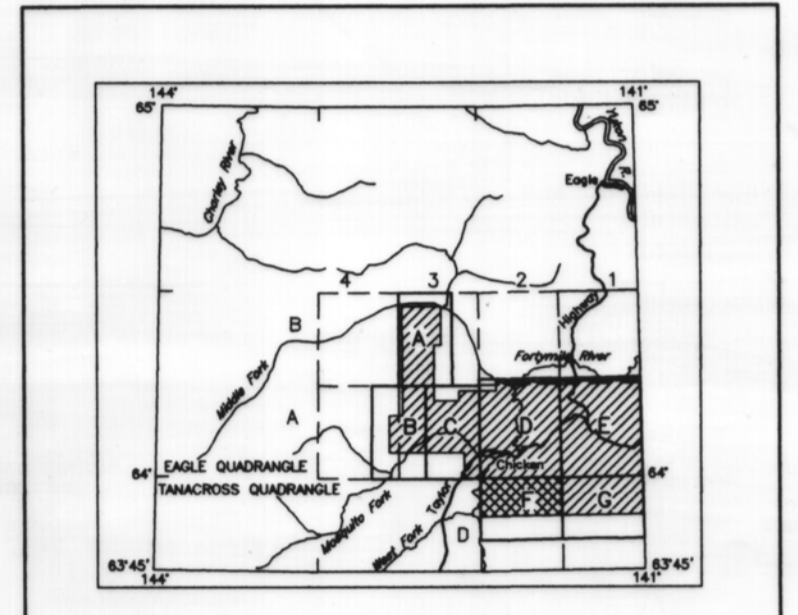 144° 141°
65° 65°
Yukon R.
Charley River
Eagle
4 3 2 1
Highway
B
A
Fortymile River
Middle Fork
A
B C D E
EAGLE QUADRANGLE
Chicken
64° 64°
TANACROSS QUADRANGLE
F G
Mosquito Fork
West Fork
Taylor
D
63°45' 63°45'
144° 141°